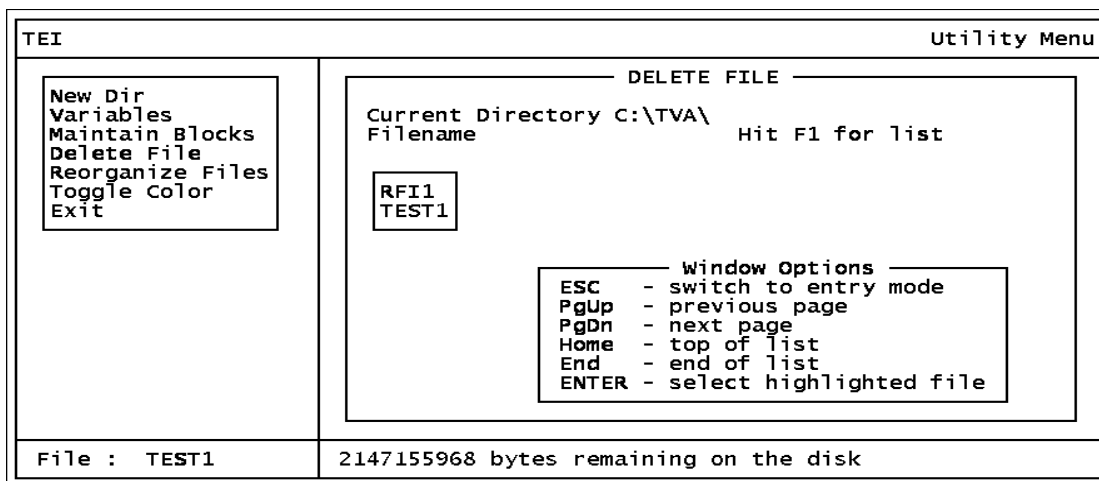 TEI Utility Menu
New Dir
Variables
Maintain Blocks
Delete File
Reorganize Files
Toggle Color
Exit
DELETE FILE
Current Directory C:\TVA\
Filename Hit F1 for list
RFI1
TEST1
Window Options
ESC - switch to entry mode
PgUp - previous page
PgDn - next page
Home - top of list
End - end of list
ENTER - select highlighted file
File : TEST1 2147155968 bytes remaining on the disk